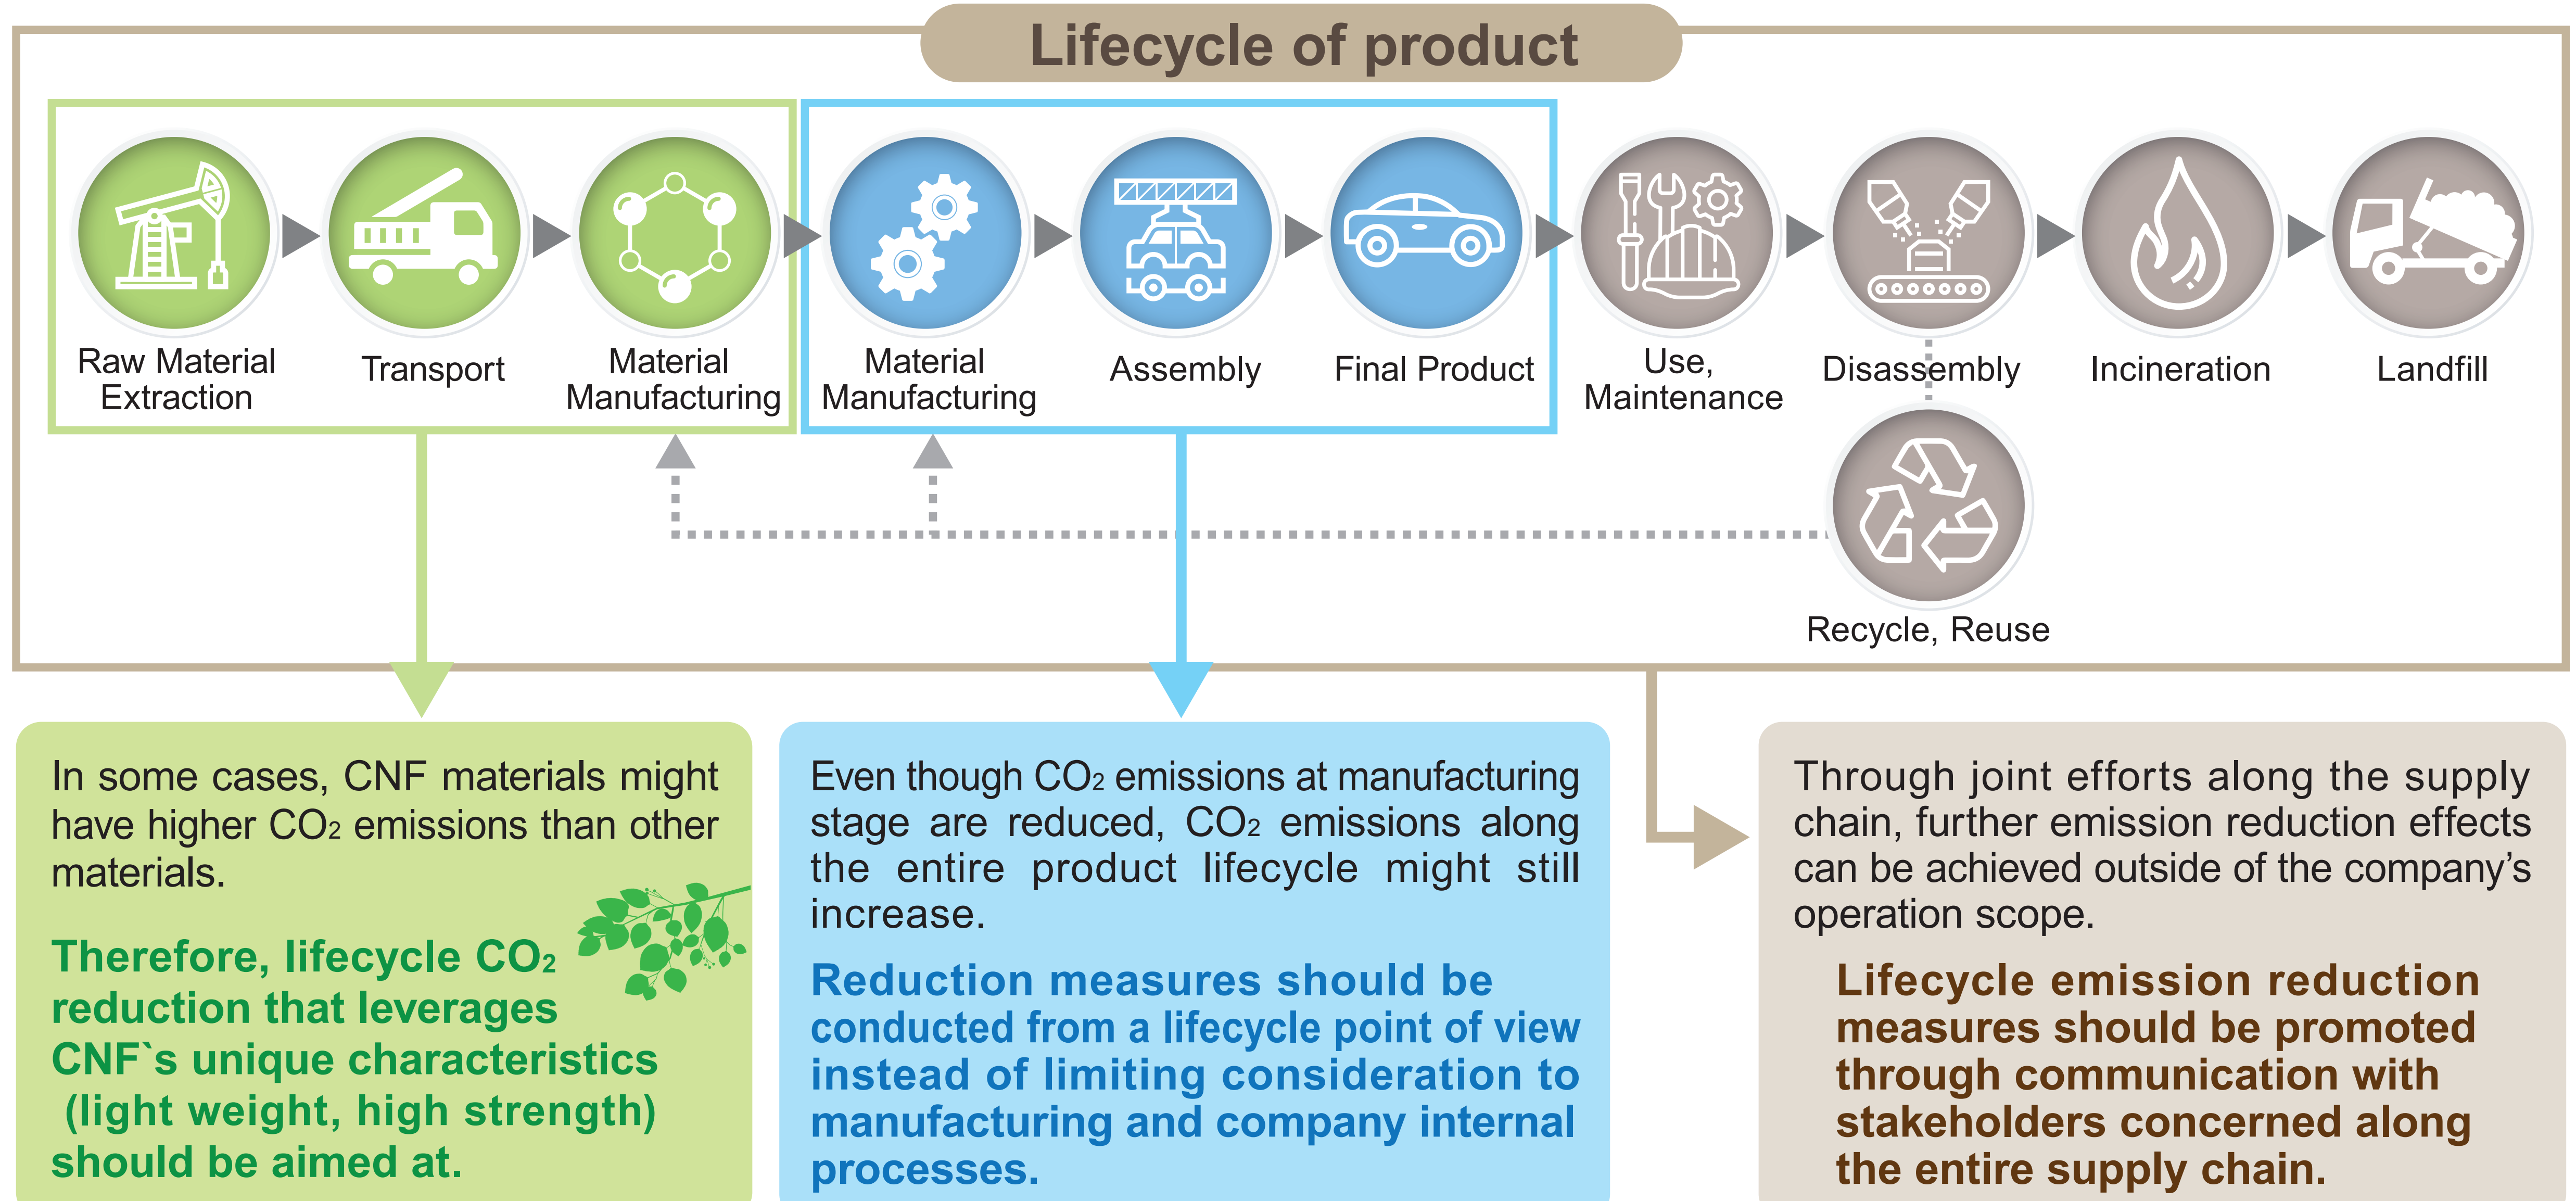 Lifecycle of product
Raw Material
Extraction
Transport
Material
Manufacturing
Material
Manufacturing
Assembly
Final Product
Use,
Maintenance
Disassembly
Incineration
Landfill
Recycle, Reuse
In some cases, CNF materials might
have higher CO₂ emissions than other
materials.
Therefore, lifecycle CO₂
reduction that leverages
CNF`s unique characteristics
(light weight, high strength)
should be aimed at.
Even though CO₂ emissions at manufacturing
stage are reduced, CO₂ emissions along
the entire product lifecycle might still
increase.
Reduction measures should be
conducted from a lifecycle point of view
instead of limiting consideration to
manufacturing and company internal
processes.
Through joint efforts along the supply
chain, further emission reduction effects
can be achieved outside of the company’s
operation scope.
Lifecycle emission reduction
measures should be promoted
through communication with
stakeholders concerned along
the entire supply chain.